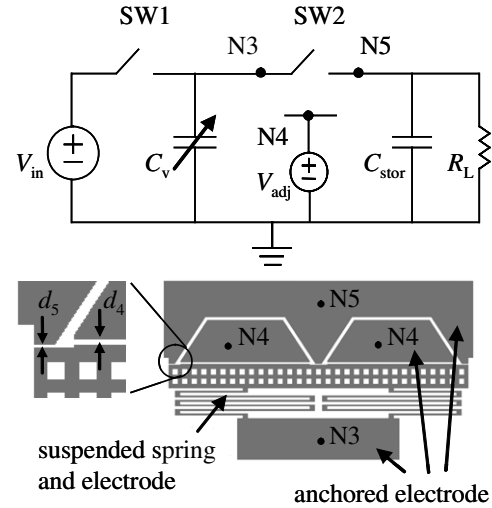 SW1 SW2
N3 N5
N4
+
V_in C_v + V_adj C_stor R_L
d_5 d_4 N5
N4 N4
suspended spring N3
and electrode
anchored electrode